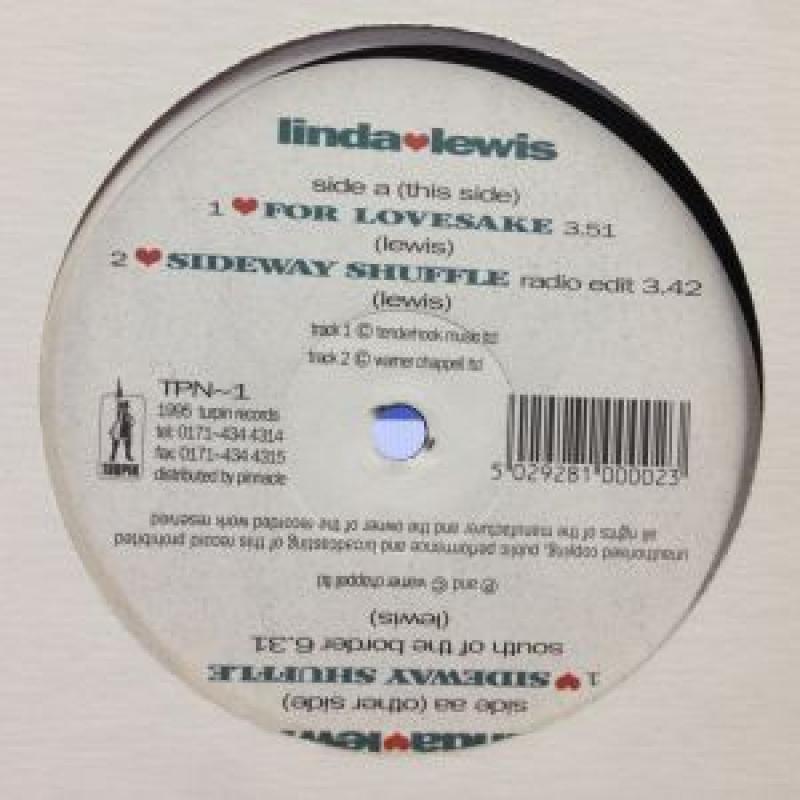 linda♥lewis
side a (this side)
1 ♥ FOR LOVESAKE 3.51
(lewis)
2 ♥ SIDEWAY SHUFFLE radio edit 3.42
(lewis)
track 1 © tenderhook music ltd
track 2 © warner chappell ltd
TPN~1
1995 turpin records
tel: 0171~434 4314
fax: 0171~434 4315
distributed by pinnacle
TURPIN
5 029281 000023
linda♥lewis
side aa (other side)
1 ♥ SIDEWAY SHUFFLE
south of the border 6.31
(lewis)
℗ and © warner chappell ltd
unauthorised copying, public performance and broadcasting of this record prohibited
all rights of the manufacturer and the owner of the recorded work reserved